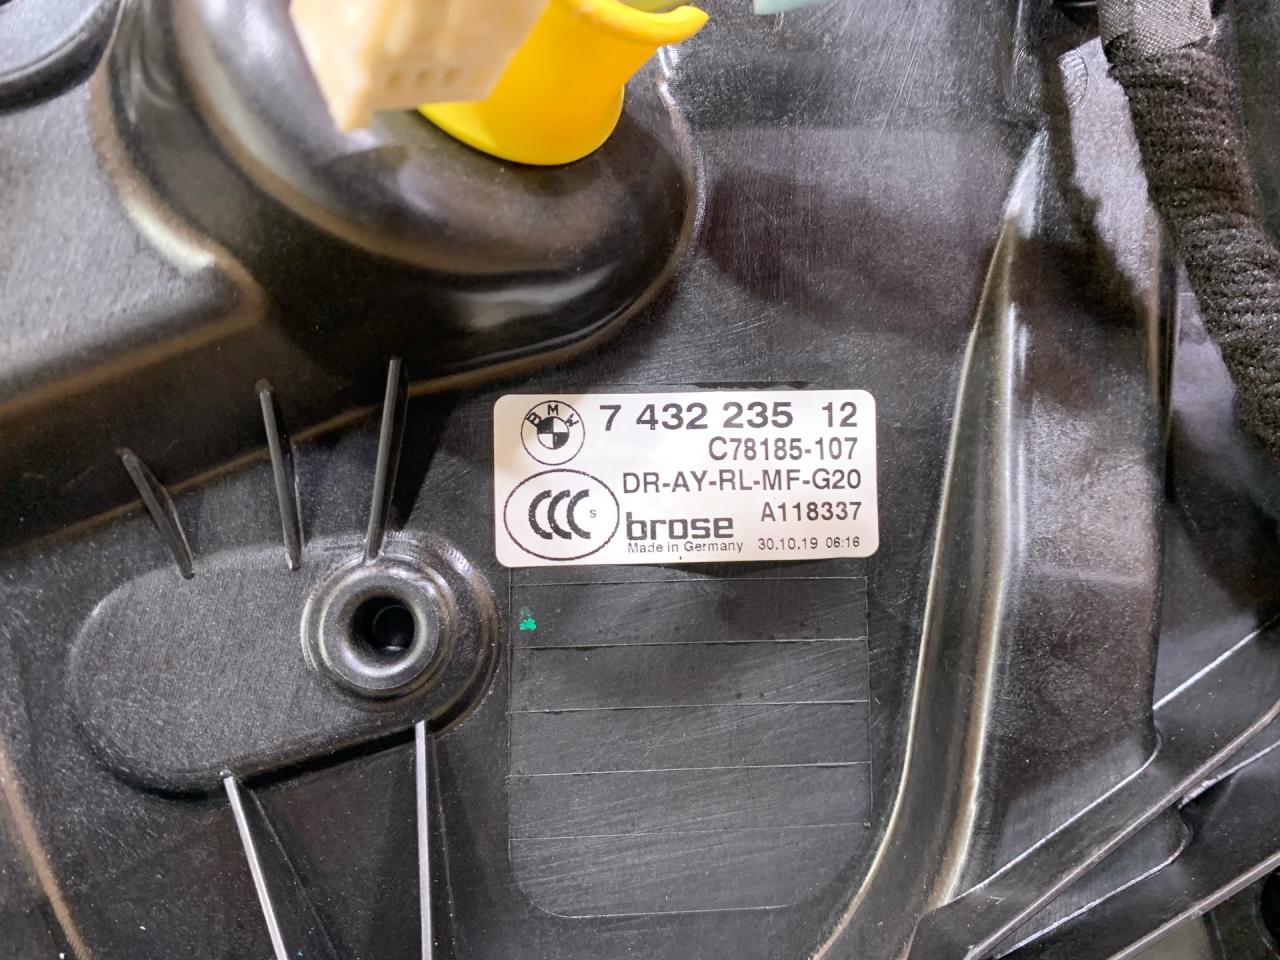 BMW
7 432 235 12
C78185-107
DR-AY-RL-MF-G20
CCC S
A118337
brose
Made in Germany 30.10.19 06:16